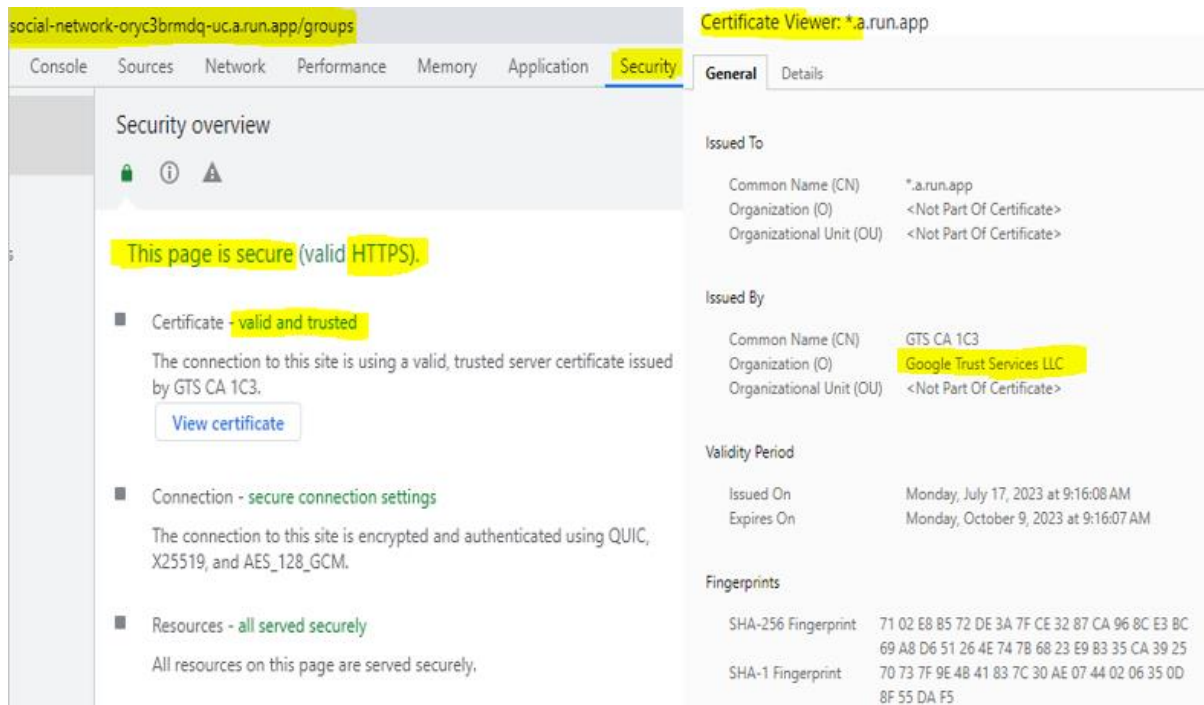 social-network-oryc3brmdq-uc.a.run.app/groups
Console Sources Network Performance Memory Application Security
Security overview
This page is secure (valid HTTPS).
Certificate - valid and trusted
The connection to this site is using a valid, trusted server certificate issued
by GTS CA 1C3.
View certificate
Connection - secure connection settings
The connection to this site is encrypted and authenticated using QUIC,
X25519, and AES_128_GCM.
Resources - all served securely
All resources on this page are served securely.
Certificate Viewer: *.a.run.app
General Details
Issued To
Common Name (CN) *.a.run.app
Organization (O) <Not Part Of Certificate>
Organizational Unit (OU) <Not Part Of Certificate>
Issued By
Common Name (CN) GTS CA 1C3
Organization (O) Google Trust Services LLC
Organizational Unit (OU) <Not Part Of Certificate>
Validity Period
Issued On Monday, July 17, 2023 at 9:16:08 AM
Expires On Monday, October 9, 2023 at 9:16:07 AM
Fingerprints
SHA-256 Fingerprint 71 02 E8 B5 72 DE 3A 7F CE 32 87 CA 96 8C E3 BC
69 A8 D6 51 26 4E 74 7B 68 23 E9 B3 35 CA 39 25
SHA-1 Fingerprint 70 73 7F 9E 4B 41 83 7C 30 AE 07 44 02 06 35 0D
8F 55 DA F5